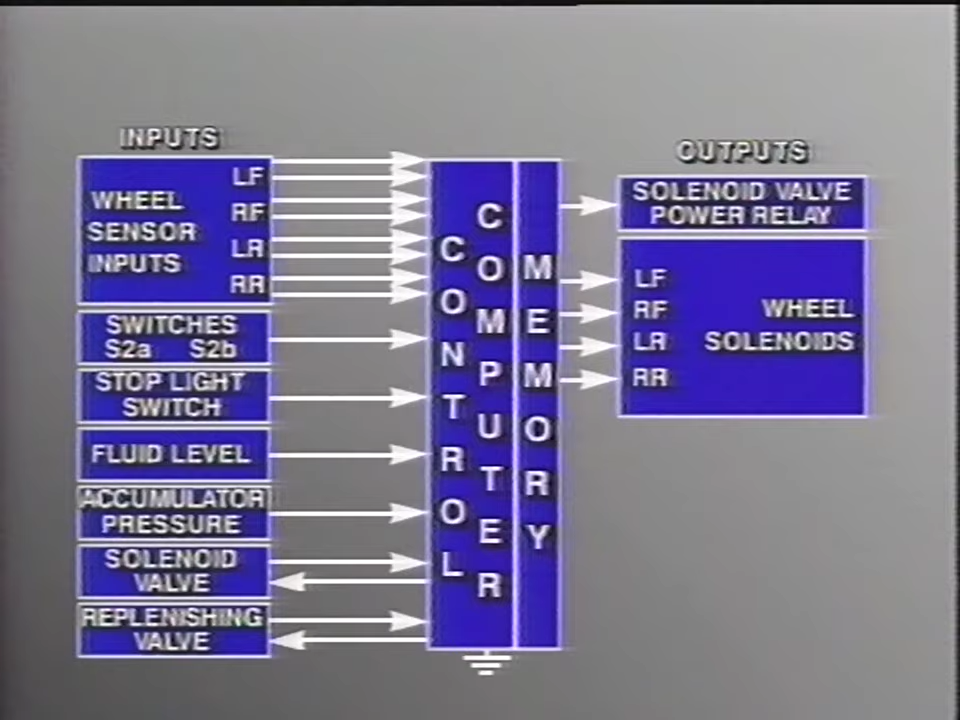 INPUTS
WHEEL
SENSOR
INPUTS
LF
RF
LR
RR
SWITCHES
S2a S2b
STOP LIGHT
SWITCH
FLUID LEVEL
ACCUMULATOR
PRESSURE
SOLENOID
VALVE
REPLENISHING
VALVE
CONTROL
COMPUTER
MEMORY
OUTPUTS
SOLENOID VALVE
POWER RELAY
LF
RF
LR
RR
WHEEL
SOLENOIDS